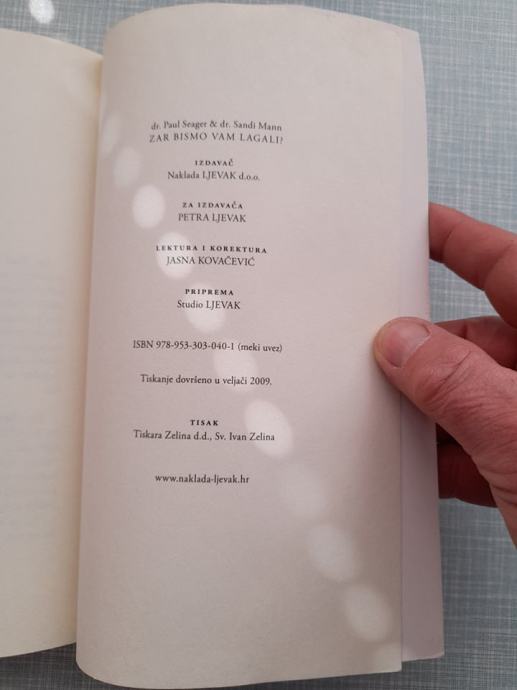 dr. Paul Seager & dr. Sandi Mann
ZAR BISMO VAM LAGALI?
IZDAVAČ
Naklada LJEVAK d.o.o.
ZA IZDAVAČA
PETRA LJEVAK
LEKTURA I KOREKTURA
JASNA KOVAČEVIĆ
PRIPREMA
Studio LJEVAK
ISBN 978-953-303-040-1 (meki uvez)
Tiskanje dovršeno u veljači 2009.
TISAK
Tiskara Zelina d.d., Sv. Ivan Zelina
www.naklada-ljevak.hr